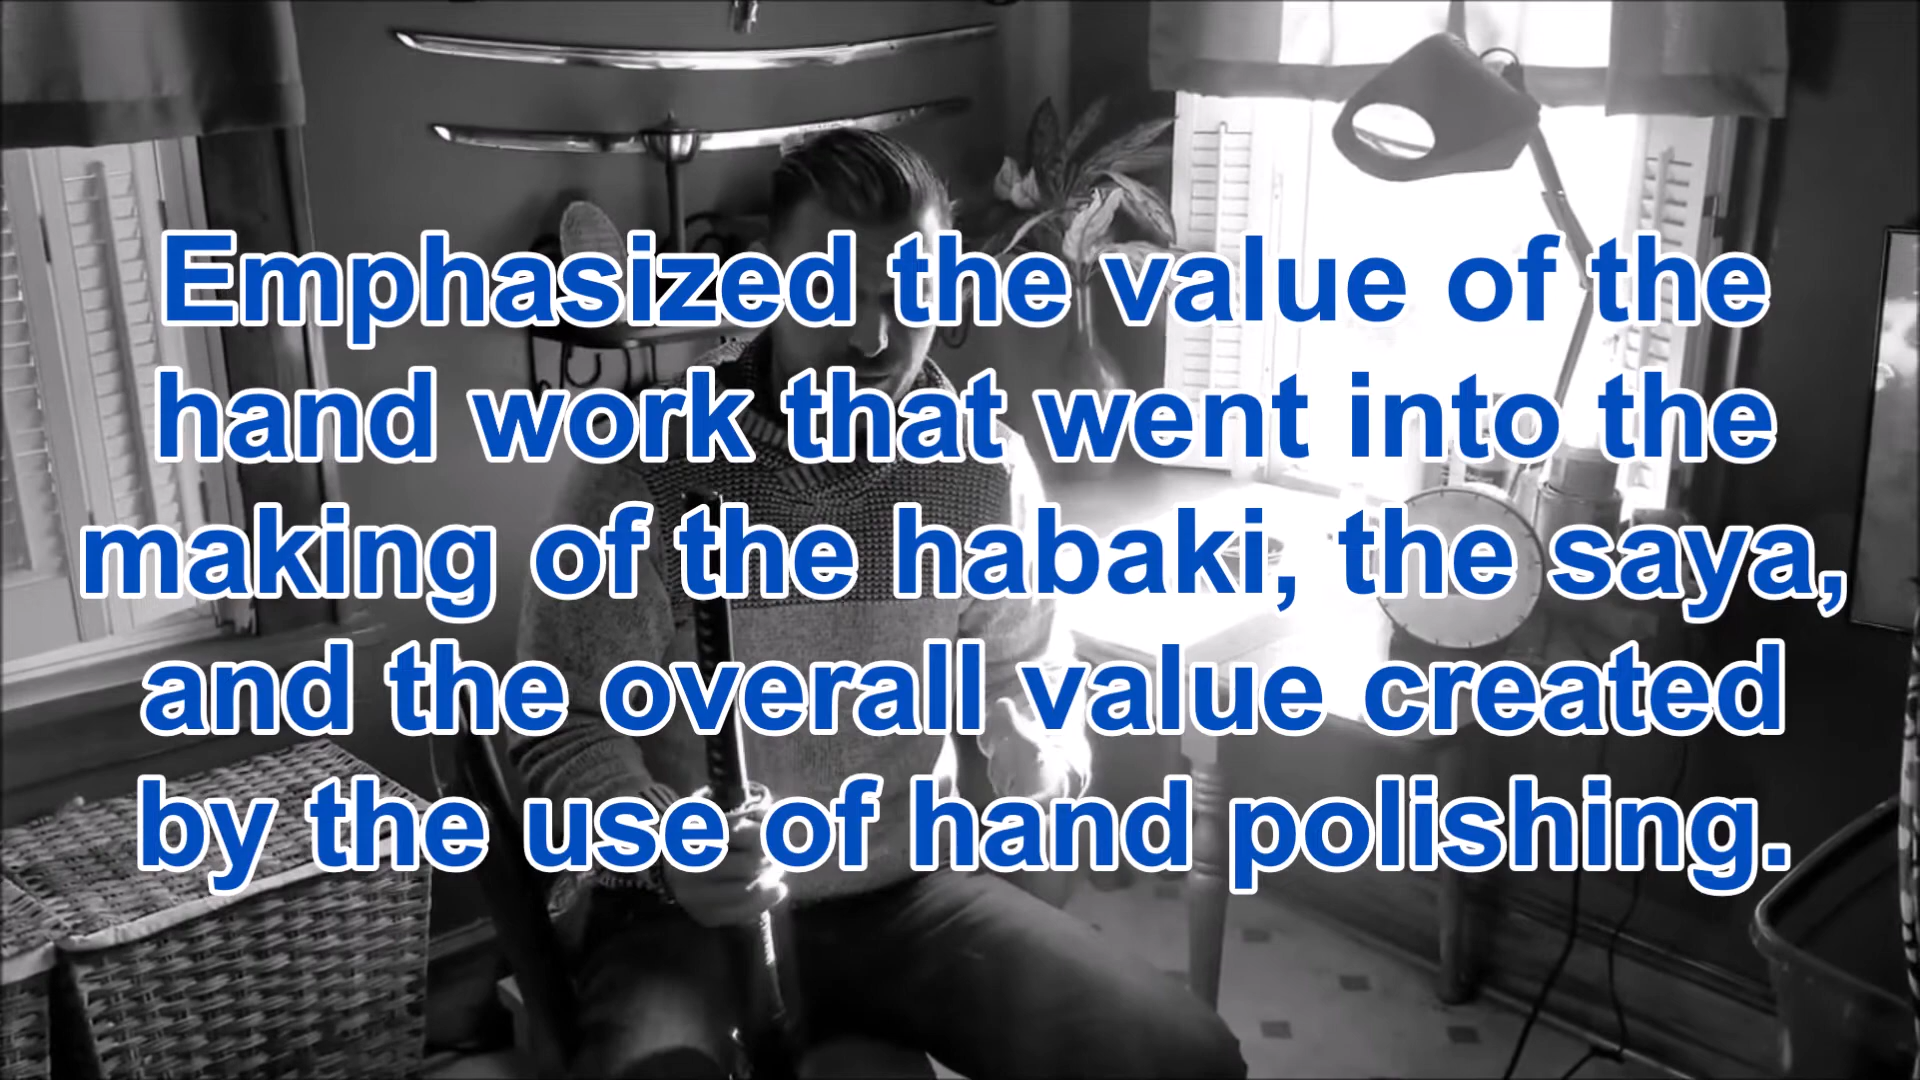 Emphasized the value of the
hand work that went into the
making of the habaki, the saya,
and the overall value created
by the use of hand polishing.